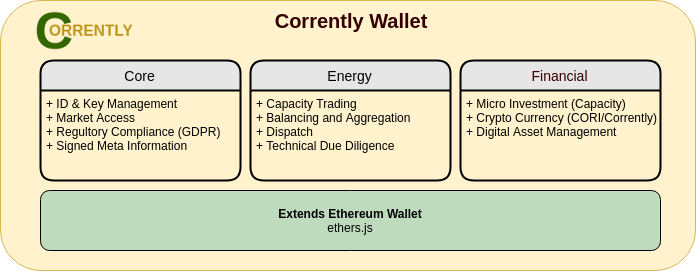 CORRENTLY
Corrently Wallet
Core
+ ID & Key Management
+ Market Access
+ Regultory Compliance (GDPR)
+ Signed Meta Information
Energy
+ Capacity Trading
+ Balancing and Aggregation
+ Dispatch
+ Technical Due Diligence
Financial
+ Micro Investment (Capacity)
+ Crypto Currency (CORI/Corrently)
+ Digital Asset Management
Extends Ethereum Wallet
ethers.js